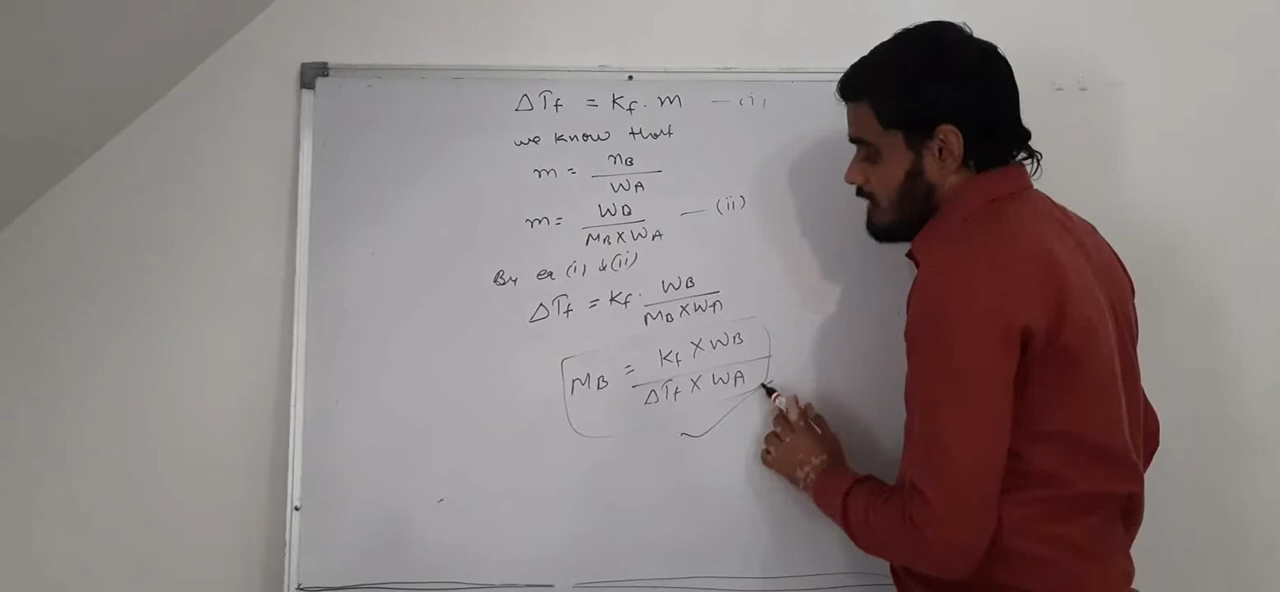 ΔTf = Kf . m — (i)
we know that
m = nB / WA
m = WB / MB X WA — (ii)
By eq (i) & (ii)
ΔTf = Kf . WB / MB X WA
MB = Kf X WB / ΔTf X WA